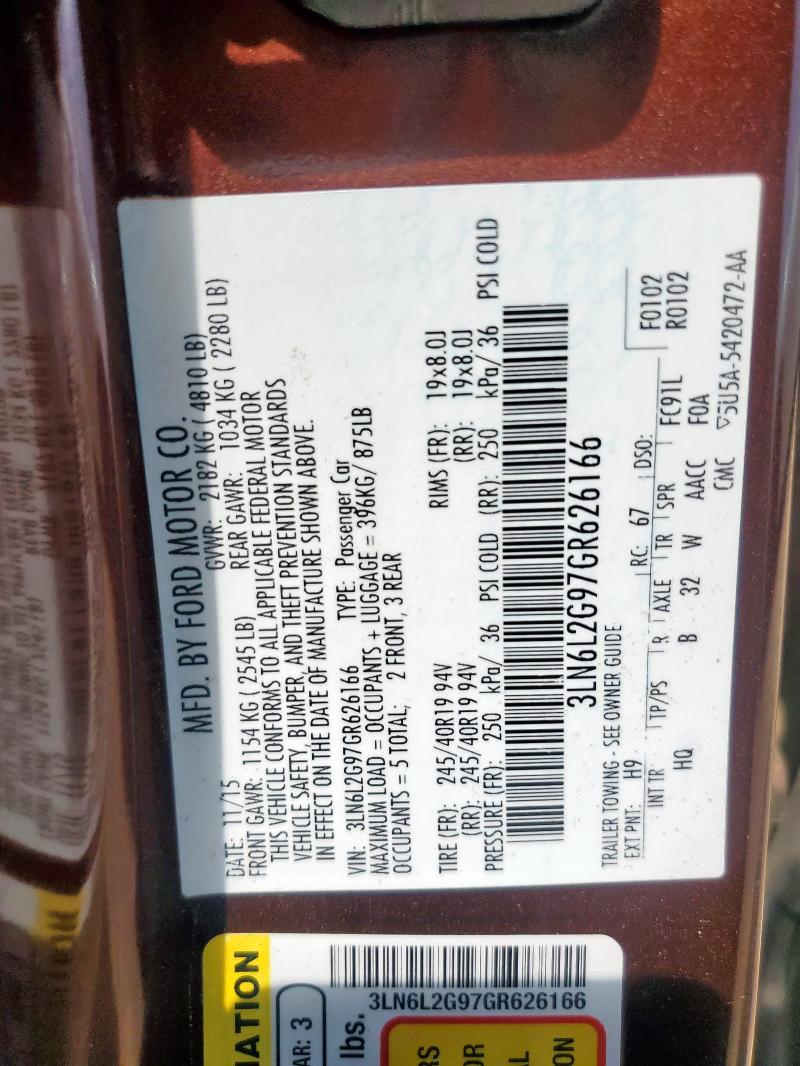 MFD. BY FORD MOTOR CO.
DATE: 11/15 GVWR: 2182 KG ( 4810 LB)
FRONT GAWR: 1154 KG ( 2545 LB) REAR GAWR: 1034 KG ( 2280 LB)
THIS VEHICLE CONFORMS TO ALL APPLICABLE FEDERAL MOTOR
VEHICLE SAFETY, BUMPER, AND THEFT PREVENTION STANDARDS
IN EFFECT ON THE DATE OF MANUFACTURE SHOWN ABOVE.
VIN: 3LN6L2G97GR626166 TYPE: Passenger Car
MAXIMUM LOAD = OCCUPANTS + LUGGAGE = 396KG/ 875LB
OCCUPANTS = 5 TOTAL; 2 FRONT, 3 REAR
TIRE (FR): 245/40R19 94V RIMS (FR): 19x8.0J
(RR): 245/40R19 94V (RR): 19x8.0J
PRESSURE (FR): 250 kPa/ 36 PSI COLD (RR): 250 kPa/ 36 PSI COLD
3LN6L2G97GR626166
TRAILER TOWING - SEE OWNER GUIDE
EXT PNT: H9 RC: 67 DSO: F0102
R0102
INT TR TP/PS R AXLE TR SPR FC91L
HQ B 32 W AACC FOA
CMC 5U5A-5420472-AA
3LN6L2G97GR626166
MATION
AR: 3
lbs.
RS
OR
AL
ON